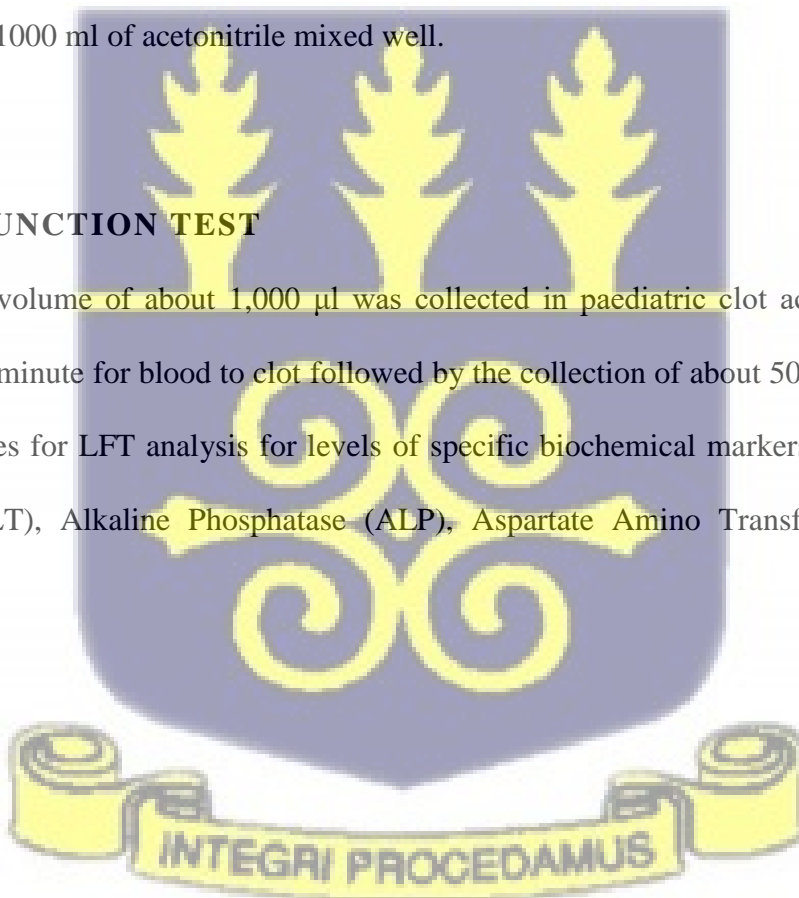 1000 ml of acetonitrile mixed well.
UNCTION TEST
volume of about 1,000 µl was collected in paediatric clot ac
minute for blood to clot followed by the collection of about 50
es for LFT analysis for levels of specific biochemical markers
LT), Alkaline Phosphatase (ALP), Aspartate Amino Transf
INTEGRI PROCEDAMUS